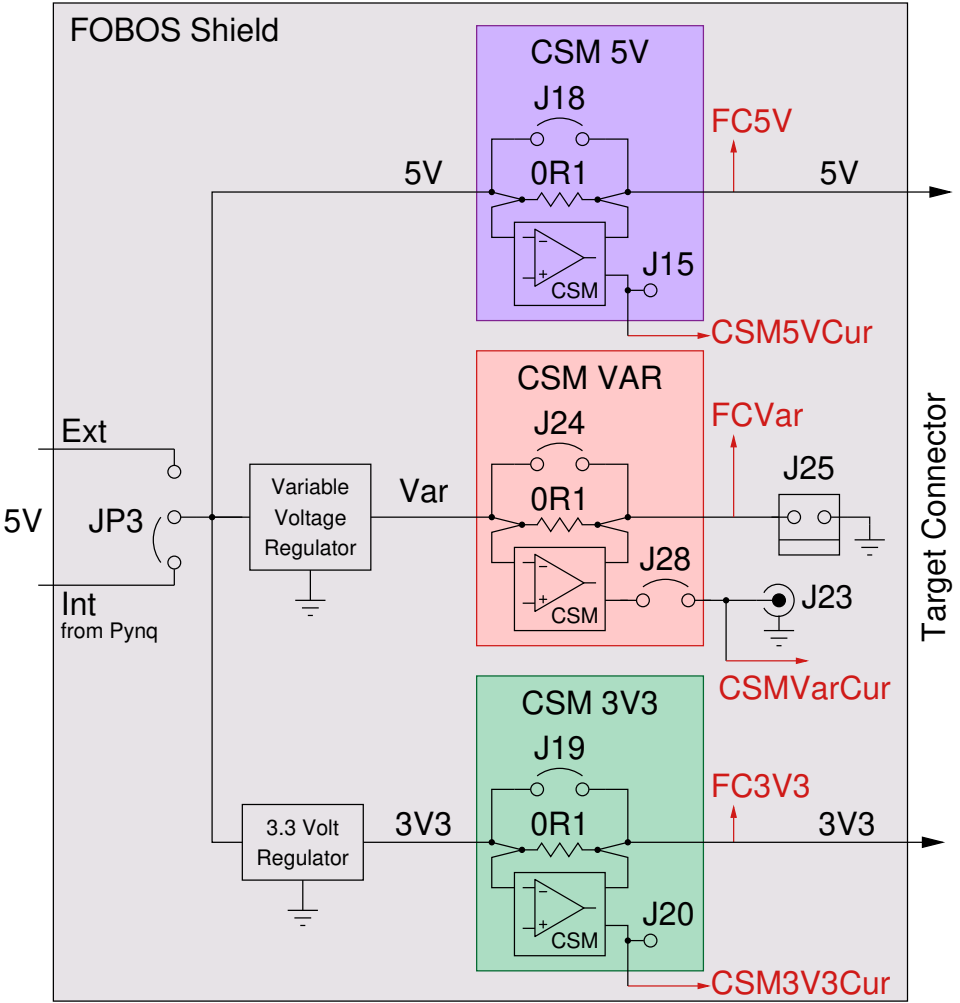 FOBOS Shield
CSM 5V
J18
FC5V
5V
0R1
5V
−
+
CSM
J15
CSM5VCur
CSM VAR
J24
FCVar
Ext
J25
Variable
Voltage
Regulator
Var
0R1
5V
JP3
−
+
CSM
J28
J23
Int
from Pynq
CSMVarCur
Target Connector
CSM 3V3
J19
FC3V3
3.3 Volt
Regulator
3V3
0R1
3V3
−
+
CSM
J20
CSM3V3Cur